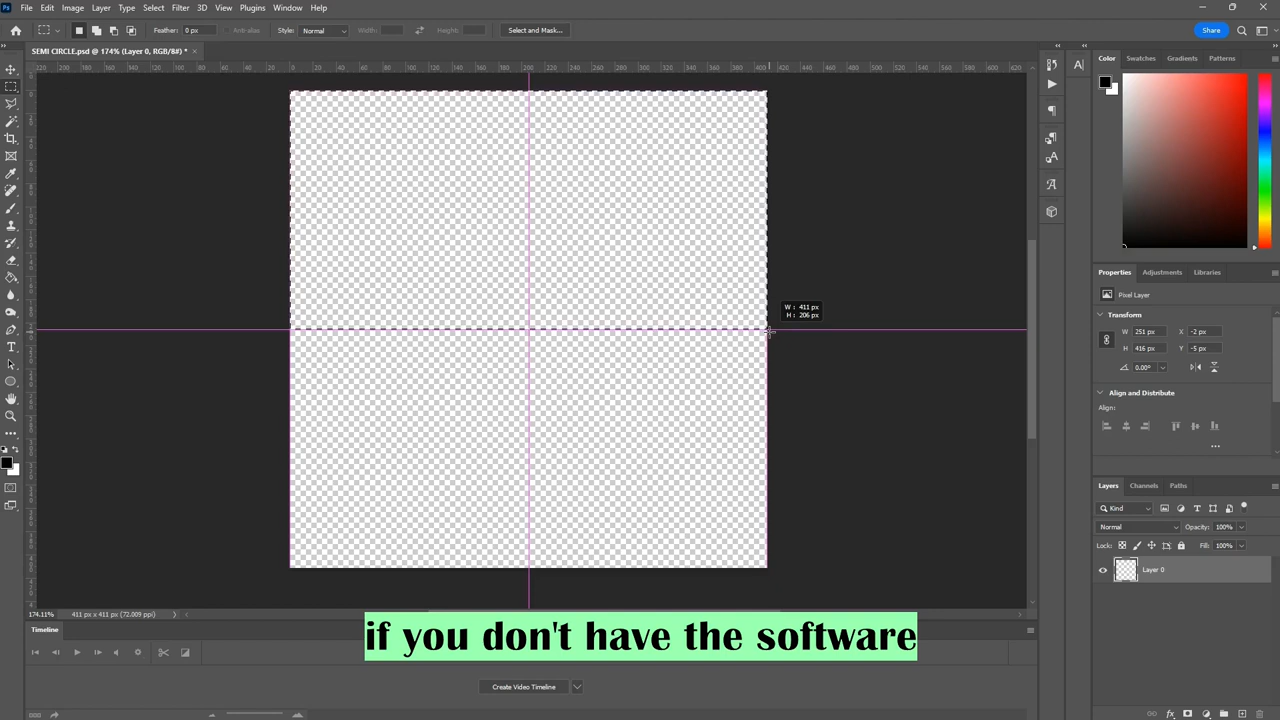 File Edit Image Layer Type Select Filter 3D View Plugins Window Help
Feather: 0 px Anti-alias Style: Normal Width: Height: Select and Mask... Share
SEMI CIRCLE.psd @ 174% (Layer 0, RGB/8#) *
Color Swatches Gradients Patterns
W: 411 px
H: 206 px
Properties Adjustments Libraries
Pixel Layer
Transform
W 251 px X -2 px
H 416 px Y -5 px
0.00°
Align and Distribute
Align:
Layers Channels Paths
Kind
Normal Opacity: 100%
Lock: Fill: 100%
Layer 0
174.11% 411 px x 411 px (72.009 ppi)
Timeline
if you don't have the software
Create Video Timeline